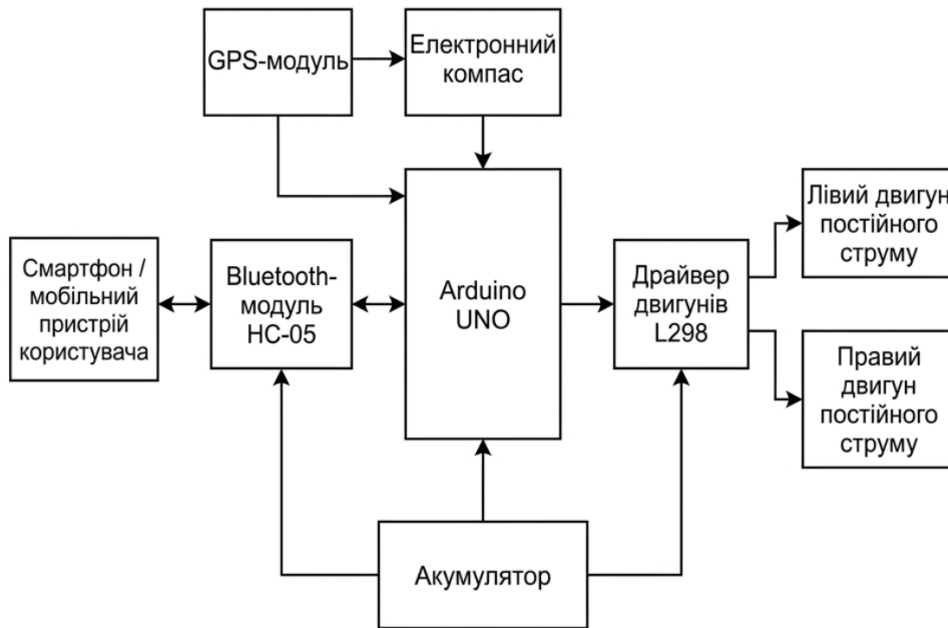 GPS-модуль
Електронний
компас
Смартфон /
мобільний
пристрій
користувача
Bluetooth-
модуль
HC-05
Arduino
UNO
Драйвер
двигунів
L298
Лівий двигун
постійного
струму
Правий
двигун
постійного
струму
Акумулятор